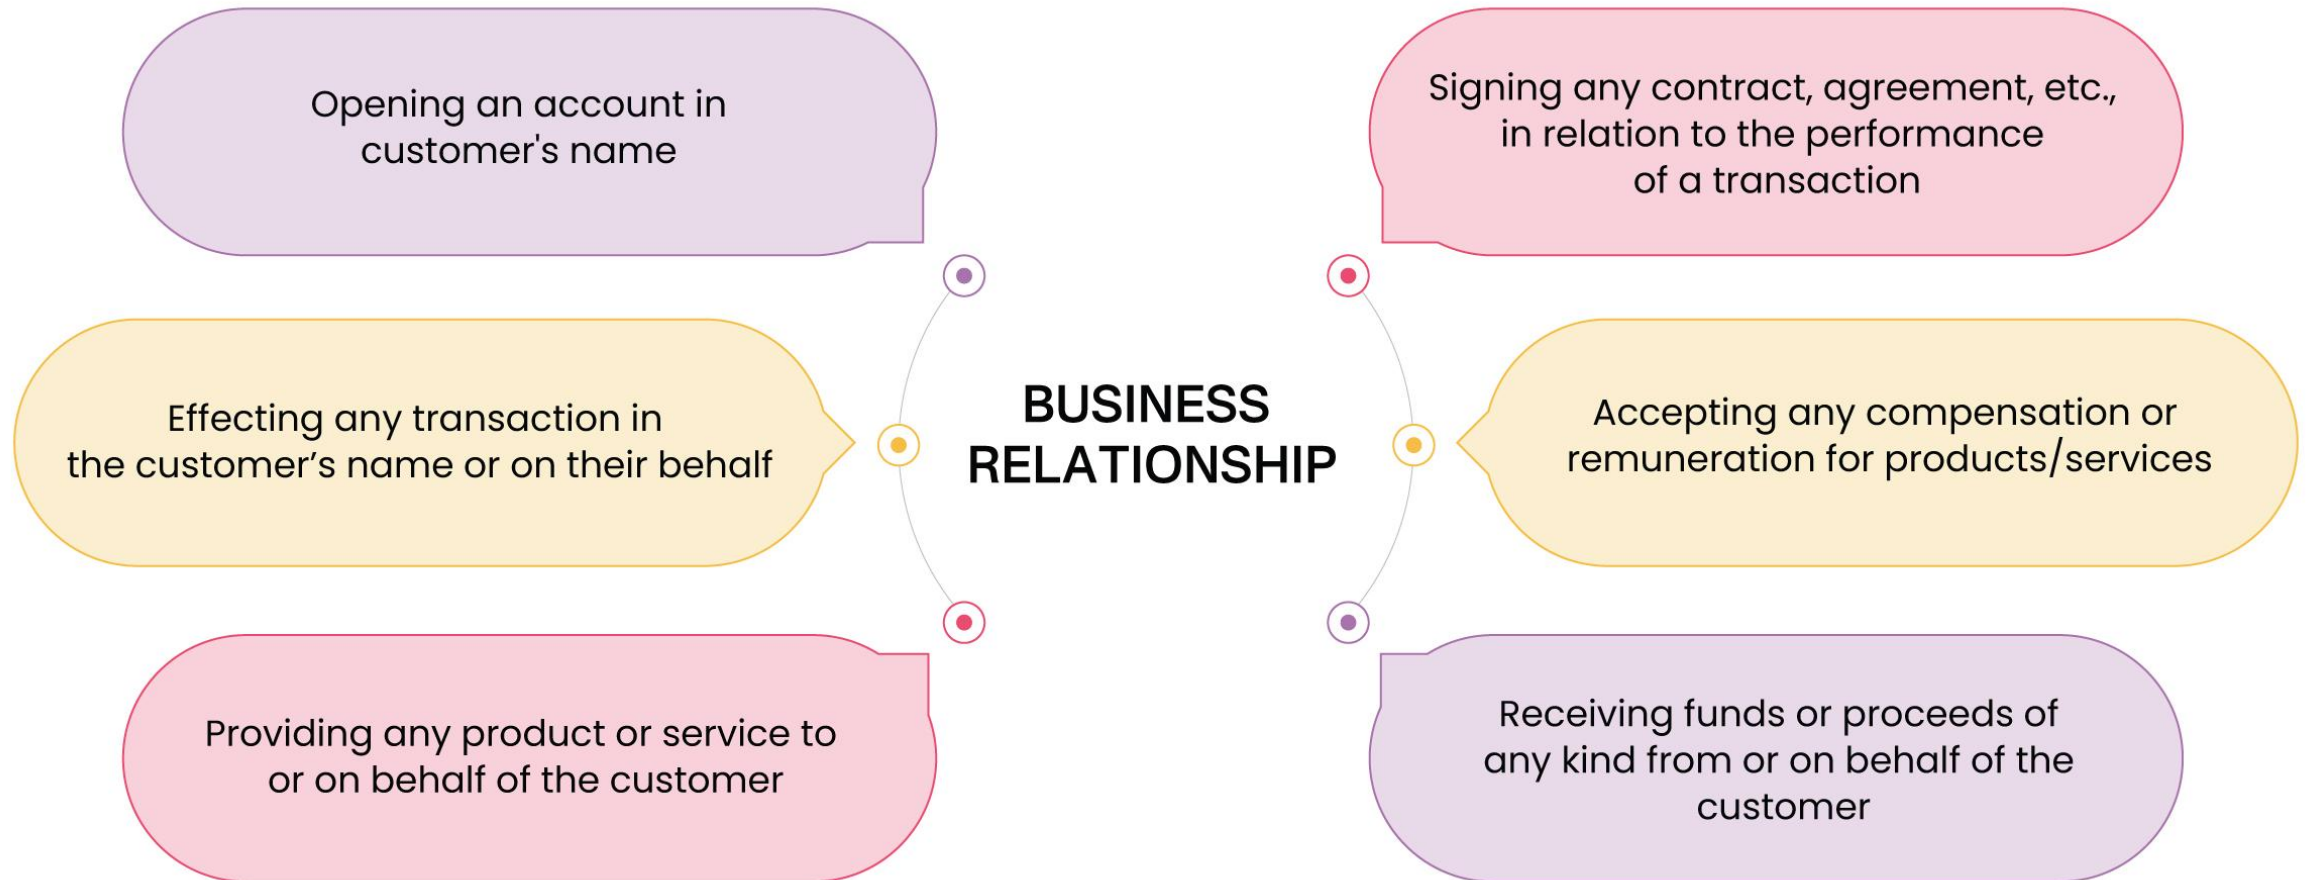 Opening an account in
customer's name
Effecting any transaction in
the customer’s name or on their behalf
Providing any product or service to
or on behalf of the customer
BUSINESS
RELATIONSHIP
Signing any contract, agreement, etc.,
in relation to the performance
of a transaction
Accepting any compensation or
remuneration for products/services
Receiving funds or proceeds of
any kind from or on behalf of the
customer